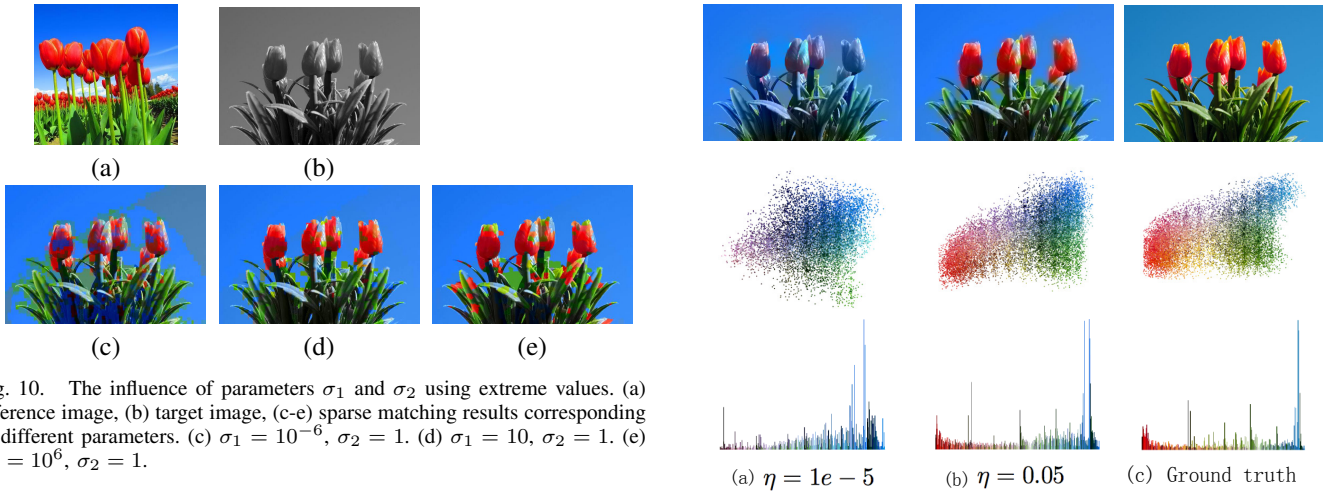 (a) (b)
(c) (d) (e)
g. 10. The influence of parameters σ₁ and σ₂ using extreme values. (a)
ference image, (b) target image, (c-e) sparse matching results corresponding
different parameters. (c) σ₁ = 10⁻⁶, σ₂ = 1. (d) σ₁ = 10, σ₂ = 1. (e)
= 10⁶, σ₂ = 1.
(a) η = 1e − 5 (b) η = 0.05 (c) Ground truth